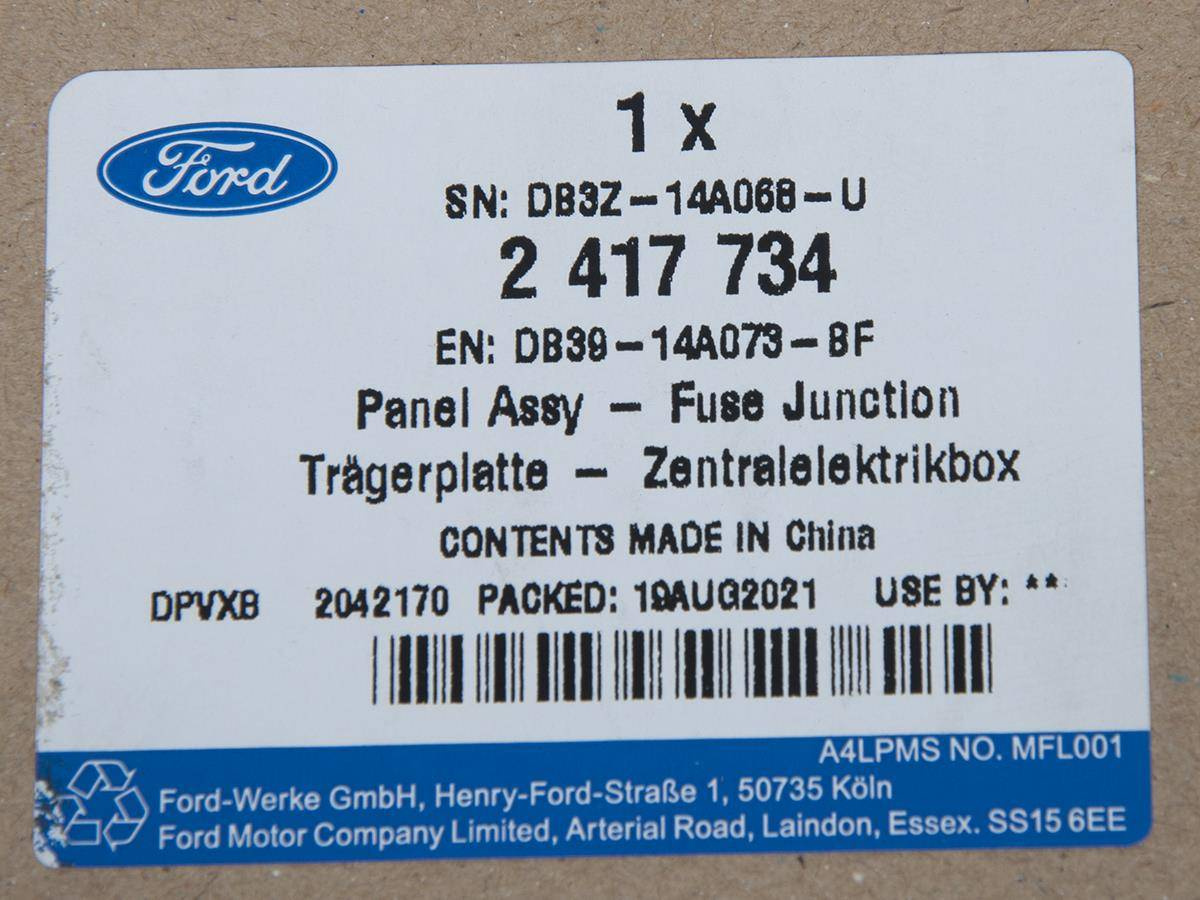 Ford
1 x
SN: DB3Z-14A068-U
2 417 734
EN: DB39-14A073-BF
Panel Assy - Fuse Junction
Trägerplatte - Zentralelektrikbox
CONTENTS MADE IN China
DPVXB 2042170 PACKED: 19AUG2021 USE BY: **
A4LPMS NO. MFL001
Ford-Werke GmbH, Henry-Ford-Straße 1, 50735 Köln
Ford Motor Company Limited, Arterial Road, Laindon, Essex. SS15 6EE